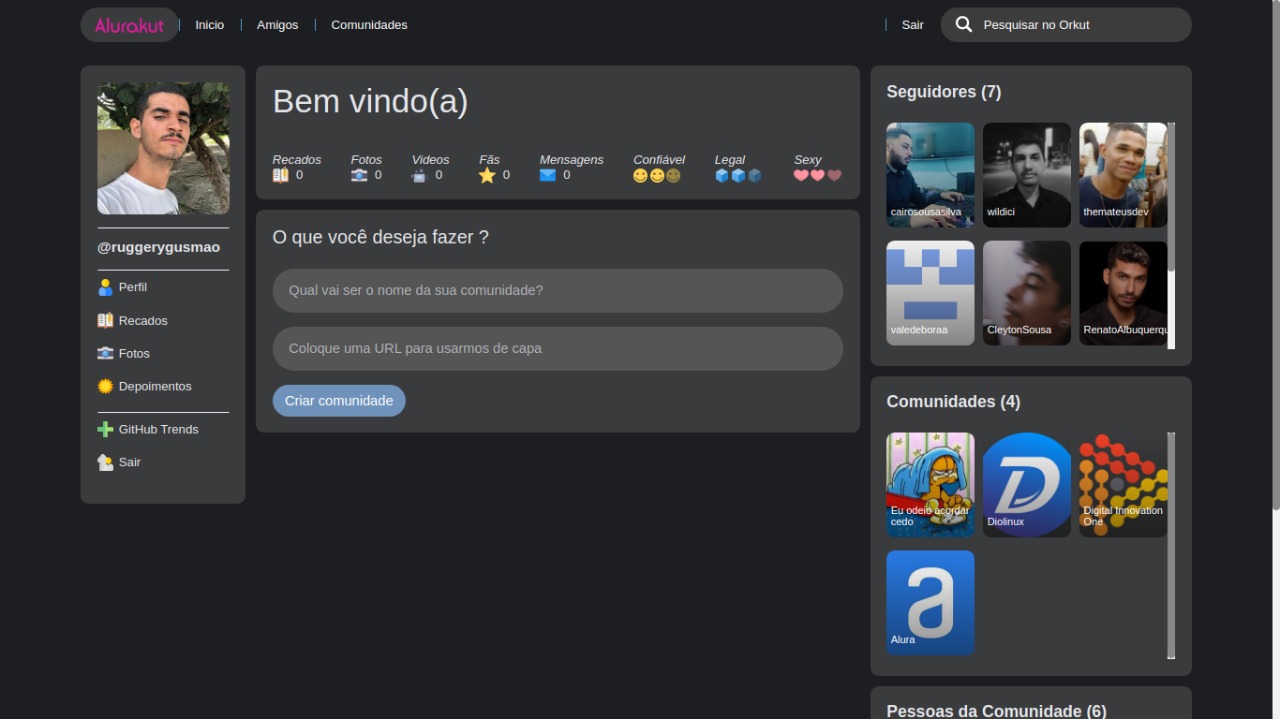 Alurakut
Inicio
Amigos
Comunidades
Sair
Pesquisar no Orkut
@ruggerygusmao
Perfil
Recados
Fotos
Depoimentos
GitHub Trends
Sair
Bem vindo(a)
Recados Fotos Videos Fãs Mensagens Confiável Legal Sexy
0 0 0 0 0
O que você deseja fazer ?
Qual vai ser o nome da sua comunidade?
Coloque uma URL para usarmos de capa
Criar comunidade
Seguidores (7)
cairosousasilva wildici themateusdev
valedeboraa CleytonSousa RenatoAlbuquerqu
Comunidades (4)
Eu odeio acordar
cedo
Diolinux
Digital Innovation
One
Alura
Pessoas da Comunidade (6)